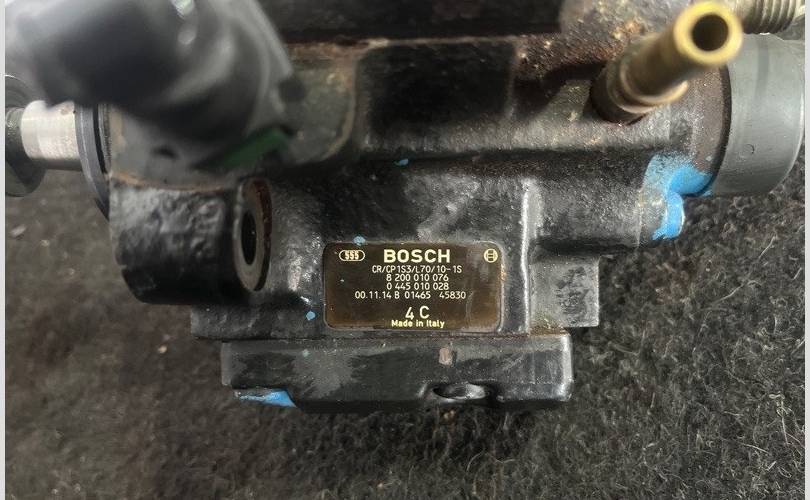 555 BOSCH
CR/CP1S3/L70/10-1S
8 200 010 076
0 445 010 028
00.11.14 B 01465 45830
4 C
Made in Italy